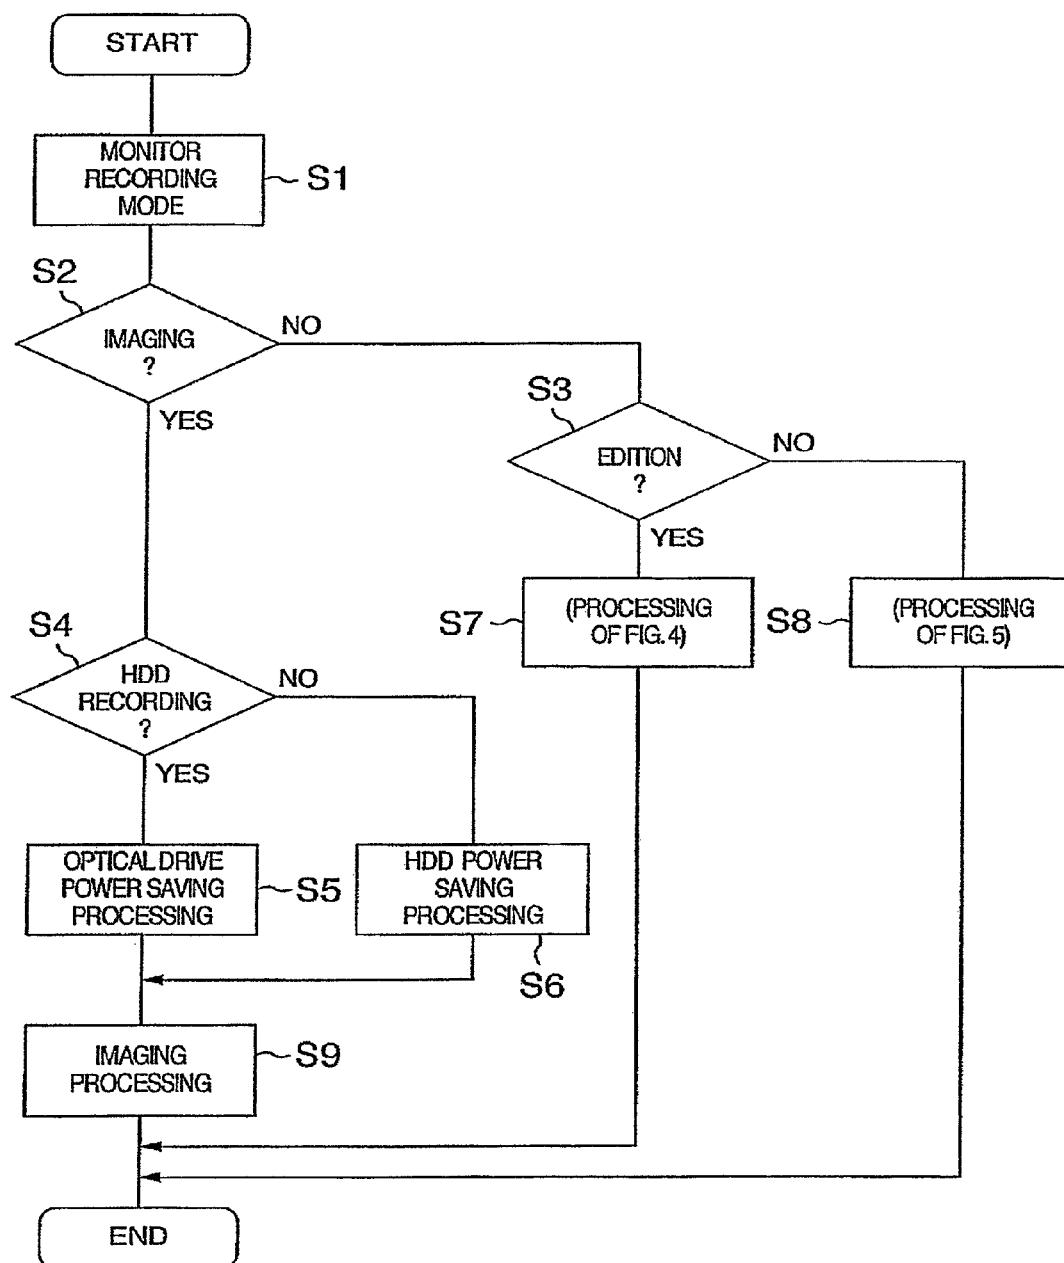 START
MONITOR
RECORDING
MODE
S1
S2
IMAGING
?
NO
YES
S3
EDITION
?
NO
YES
S7
(PROCESSING
OF FIG. 4)
S8
(PROCESSING
OF FIG. 5)
S4
HDD
RECORDING
?
NO
YES
OPTICAL DRIVE
POWER SAVING
PROCESSING
S5
HDD POWER
SAVING
PROCESSING
S6
IMAGING
PROCESSING
S9
END